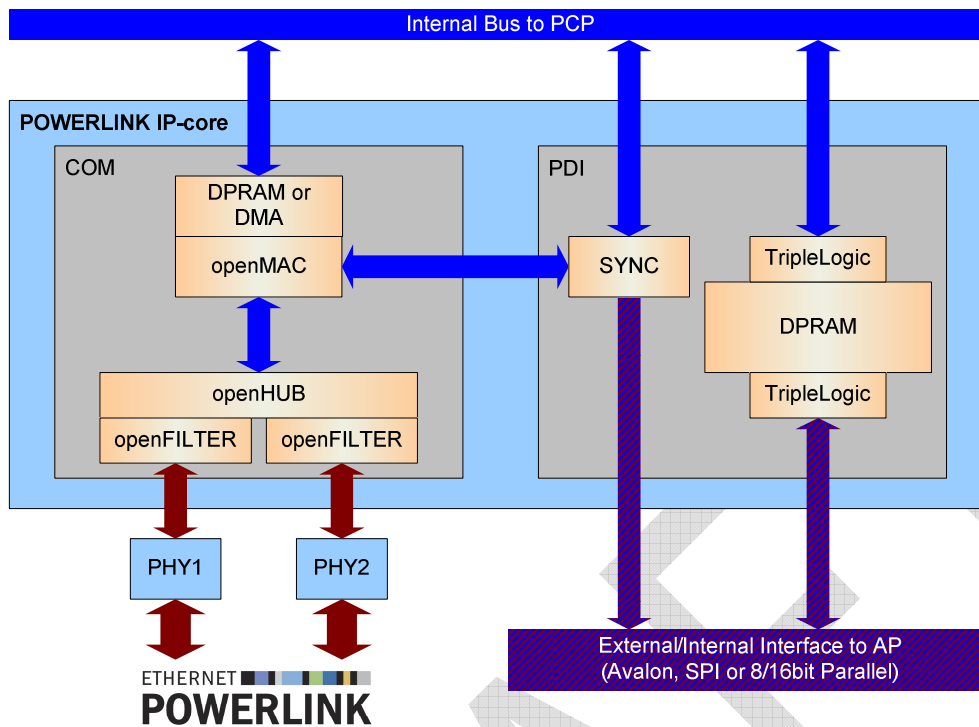 Internal Bus to PCP
POWERLINK IP-core
COM
PDI
DPRAM or
DMA
openMAC
SYNC
TripleLogic
DPRAM
TripleLogic
openHUB
openFILTER
openFILTER
PHY1
PHY2
External/Internal Interface to AP
(Avalon, SPI or 8/16bit Parallel)
ETHERNET
POWERLINK